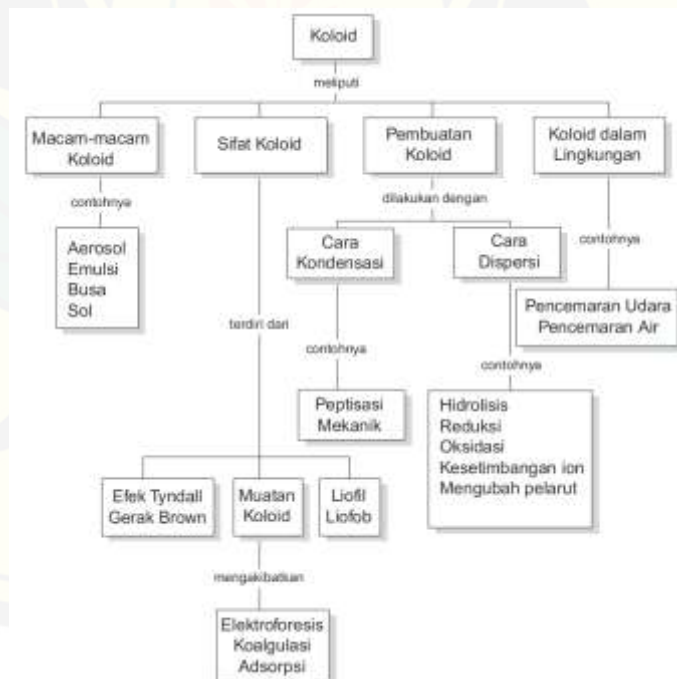 Koloid
meliputi
Macam-macam
Koloid
Sifat Koloid
Pembuatan
Koloid
Koloid dalam
Lingkungan
contohnya
dilakukan dengan
contohnya
Aerosol
Emulsi
Busa
Sol
Cara
Kondensasi
Cara
Dispersi
Pencemaran Udara
Pencemaran Air
terdiri dari
contohnya
contohnya
Peptisasi
Mekanik
Hidrolisis
Reduksi
Oksidasi
Kesetimbangan ion
Mengubah pelarut
Efek Tyndall
Gerak Brown
Muatan
Koloid
Liofil
Liofob
mengakibatkan
Elektroforesis
Koalgulasi
Adsorpsi